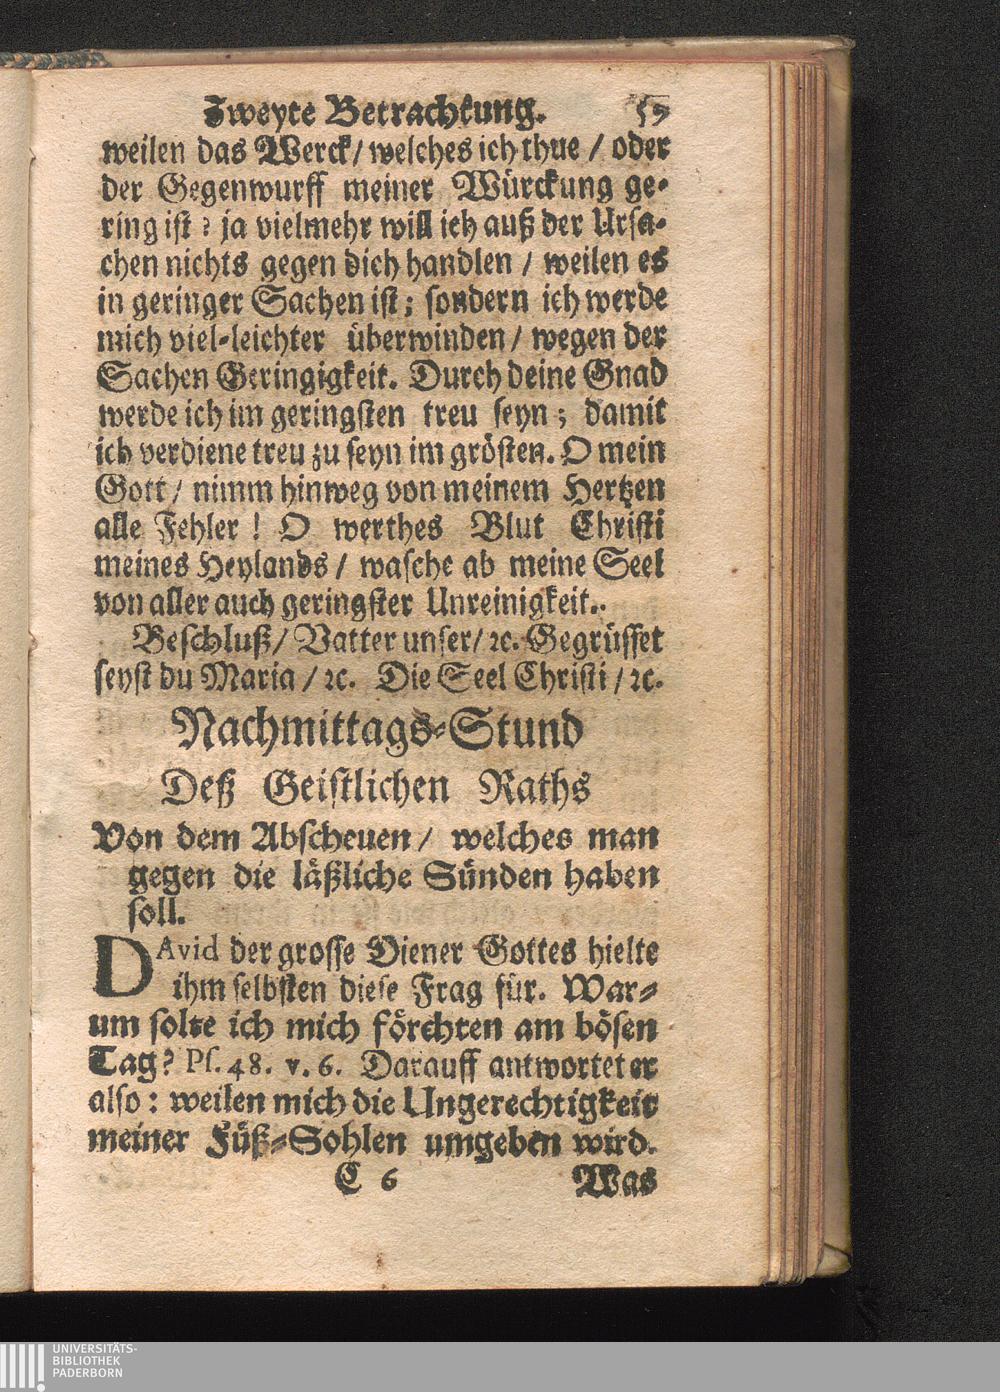 Zweyte Betrachtung. 59
weilen das Werck / welches ich thue / oder
der Gegenwurff meiner Würckung ge-
ring ist ? ja vielmehr will ich auß der Ursa-
chen nichts gegen dich handlen / weilen es
in geringer Sachen ist ; sondern ich werde
mich viel-leichter überwinden / wegen der
Sachen Geringigkeit. Durch deine Gnad
werde ich im geringsten treu seyn ; damit
ich verdiene treu zu seyn im grösten. O mein
Gott / nimm hinweg von meinem Hertzen
alle Fehler ! O werthes Blut Christi
meines Heylands / wasche ab meine Seel
von aller auch geringster Unreinigkeit.
Beschluß / Vatter unser / ꝛc. Gegrüsset
seyst du Maria / ꝛc. Die Seel Christi / ꝛc.
Nachmittags-Stund
Deß Geistlichen Raths
Von dem Abscheuen / welches man
gegen die läßliche Sünden haben
soll.
DAvid der grosse Diener Gottes hielte
ihm selbsten diese Frag für. War-
um solte ich mich förchten am bösen
Tag? Ps. 48. v. 6. Darauff antwortet er
also : weilen mich die Ungerechtigkeit
meiner Füß-Sohlen umgeben wird.
C 6 Was
UNIVERSITÄTS-
BIBLIOTHEK
PADERBORN